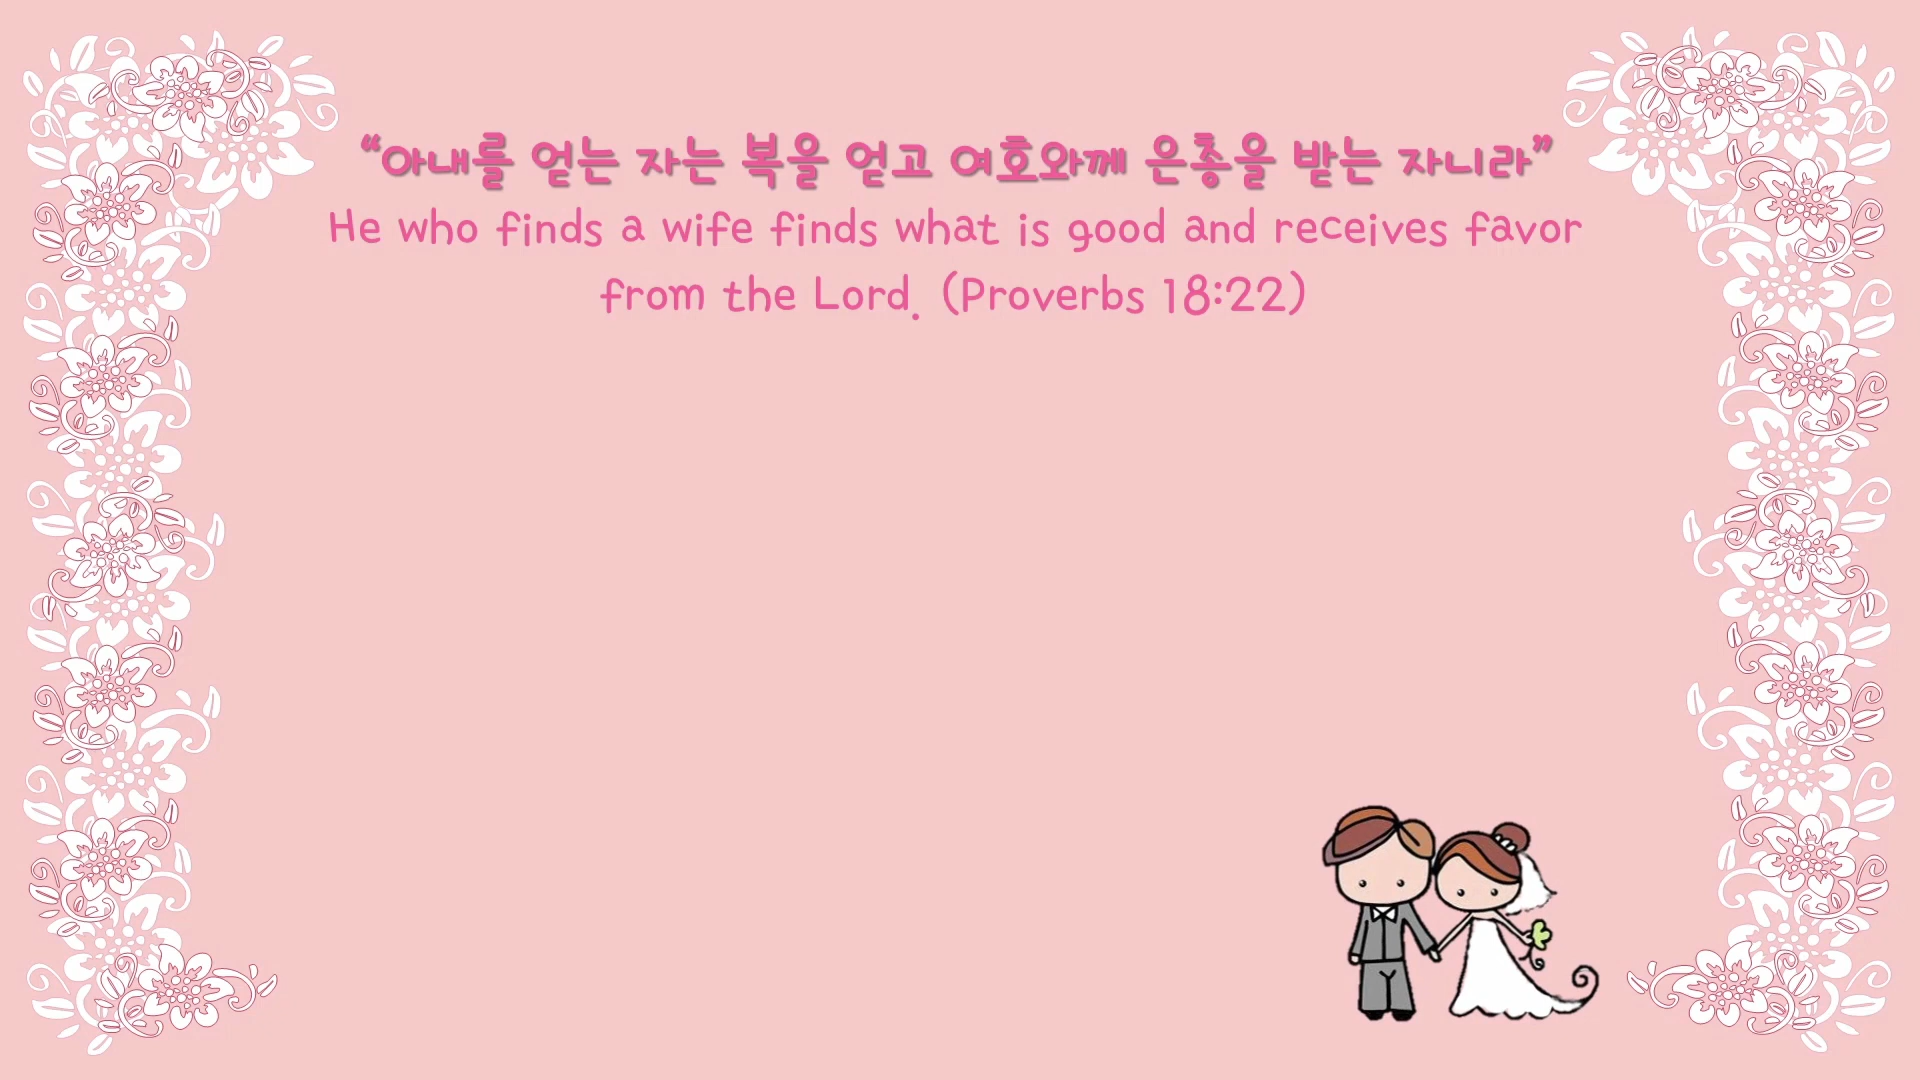 “아내를 얻는 자는 복을 얻고 여호와께 은총을 받는 자니라”
He who finds a wife finds what is good and receives favor
from the Lord. (Proverbs 18:22)